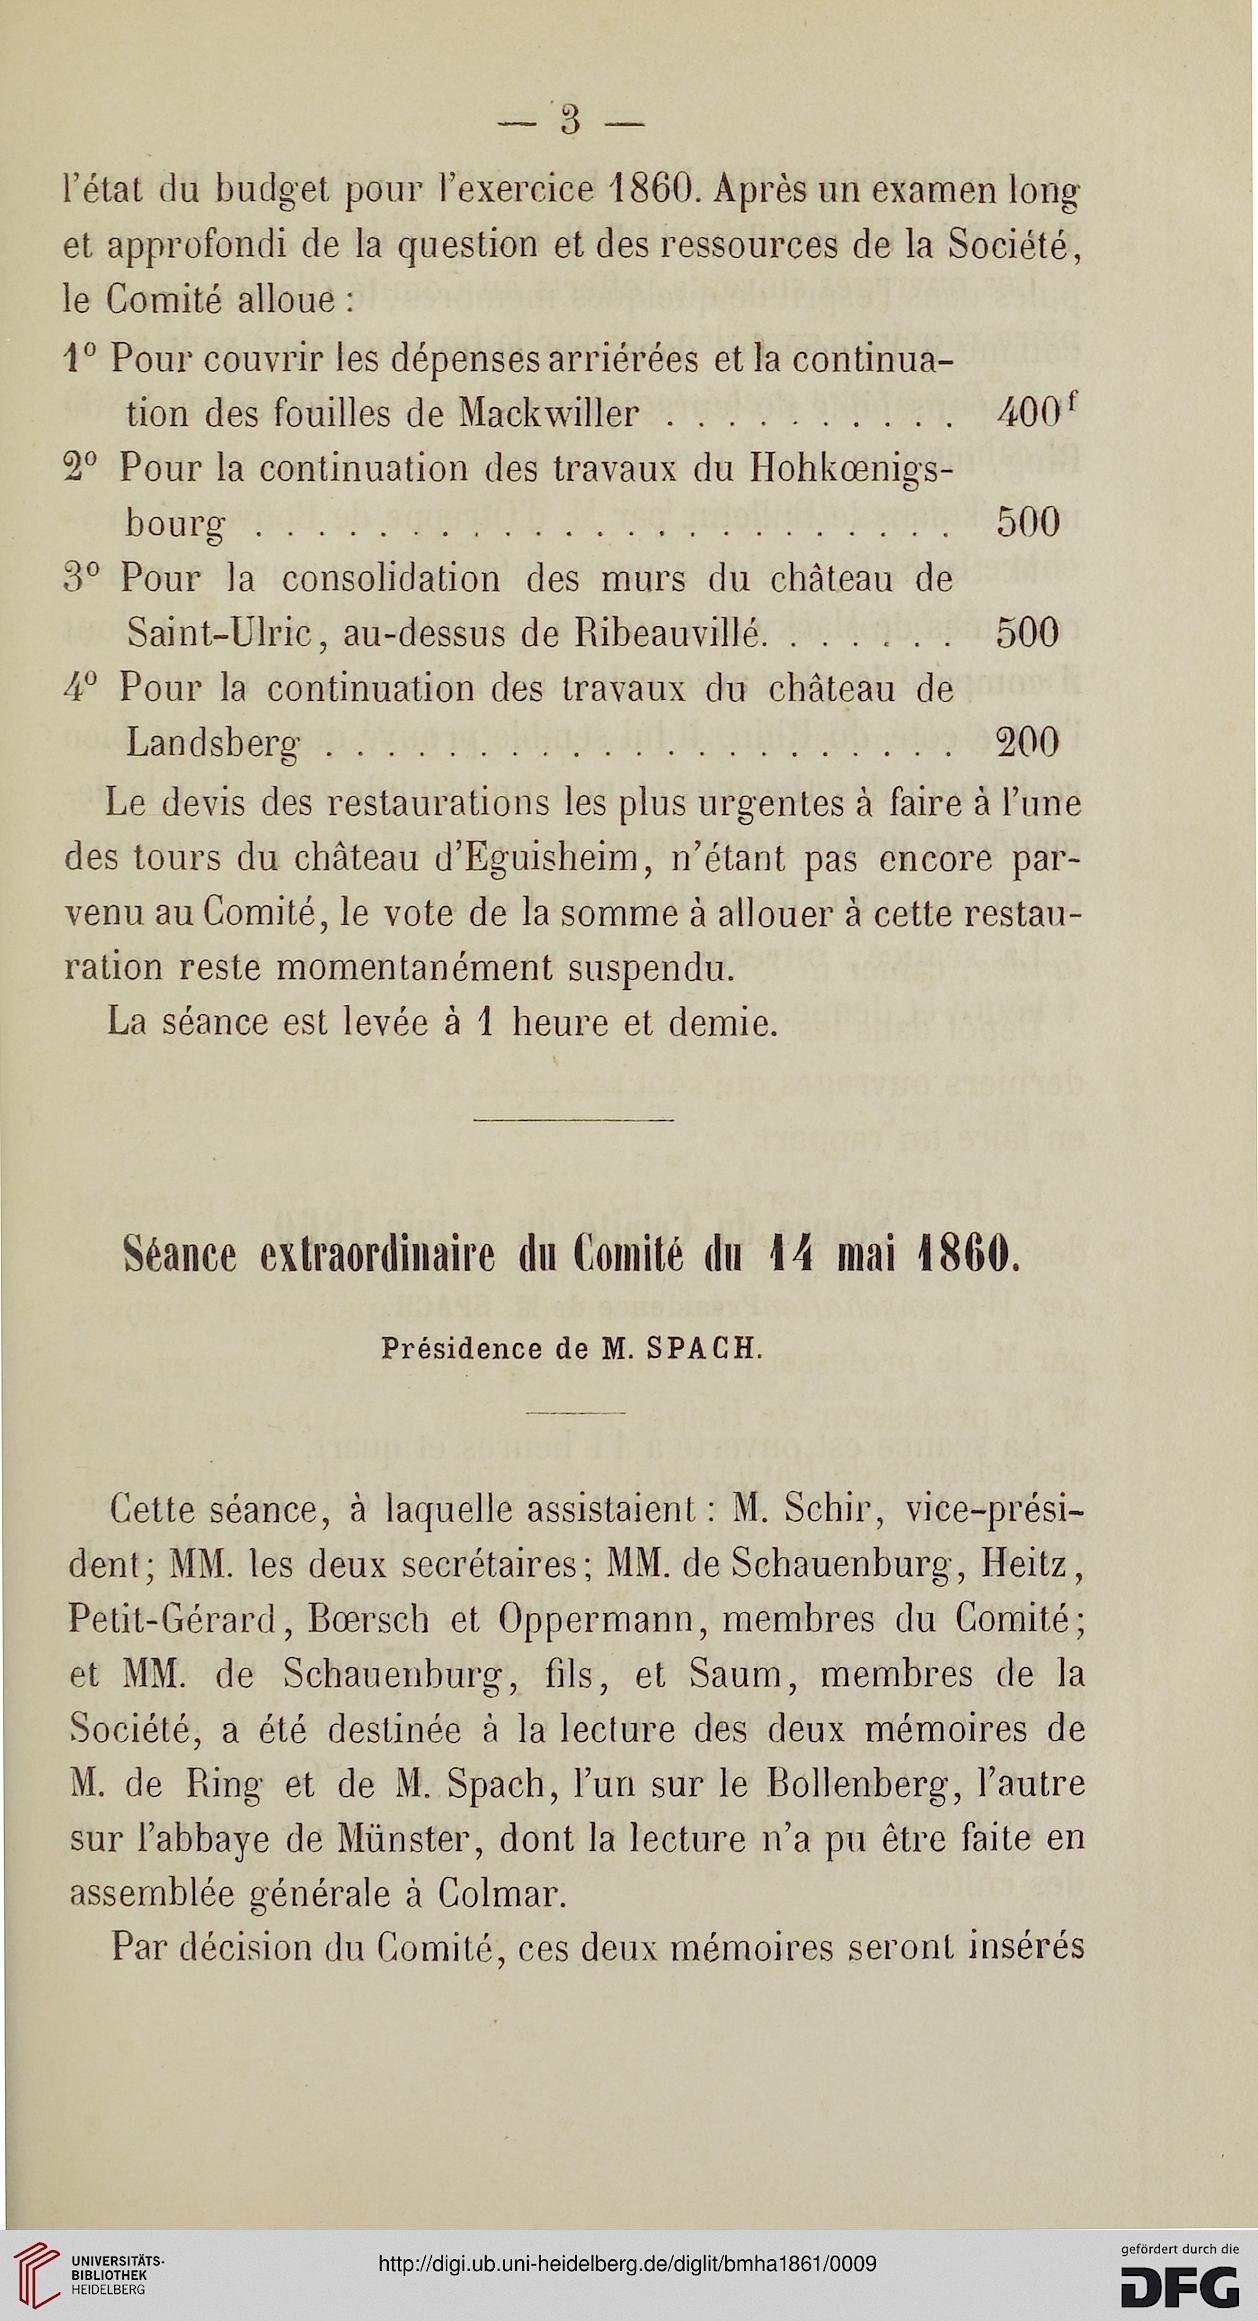 — 3 —
l'état du budget pour l'exercice 1860. Après un examen long
et approfondi de la question et des ressources de la Société,
le Comité alloue :
1° Pour couvrir les dépenses arriérées et la continua-
tion des fouilles de Mackwiller . . . . . . . . . . 400f
2° Pour la continuation des travaux du Hohkœnigs-
bourg . . . . . . . . . . . . . . . . . . . . . . . 500
3° Pour la consolidation des murs du château de
Saint-Ulric, au-dessus de Ribeauvillé. . . . . . . 500
4° Pour la continuation des travaux du château de
Landsberg . . . . . . . . . . . . . . . . . . . . . 200
Le devis des restaurations les plus urgentes à faire à l'une
des tours du château d'Eguisheim, n'étant pas encore par-
venu au Comité, le vote de la somme à allouer à cette restau-
ration reste momentanément suspendu.
La séance est levée à 1 heure et demie.
Séance extraordinaire du Comité du 14 mai 1860.
Présidence de M. SPACH.
Cette séance, à laquelle assistaient : M. Schir, vice-prési-
dent; MM. les deux secrétaires; MM. de Schauenburg, Heitz,
Petit-Gérard, Bœrsch et Oppermann, membres du Comité;
et MM. de Schauenburg, fils, et Saum, membres de la
Société, a été destinée à la lecture des deux mémoires de
M. de Ring et de M. Spach, l'un sur le Bollenberg, l'autre
sur l'abbaye de Münster, dont la lecture n'a pu être faite en
assemblée générale à Colmar.
Par décision du Comité, ces deux mémoires seront insérés
UNIVERSITÄTS-
BIBLIOTHEK
HEIDELBERG
http://digi.ub.uni-heidelberg.de/diglit/bmha1861/0009
gefördert durch die
DFG